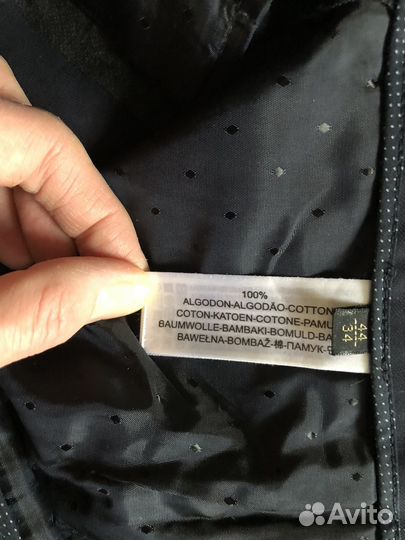 100%
ALGODON-ALGODÃO-COTTON
COTON-KATOEN-COTONE-PAMU
BAUMWOLLE-BAMBAKI-BOMULD-BA
BAWEŁNA-BOMBAŽ-棉-ПАМУК-
44
34
Avito